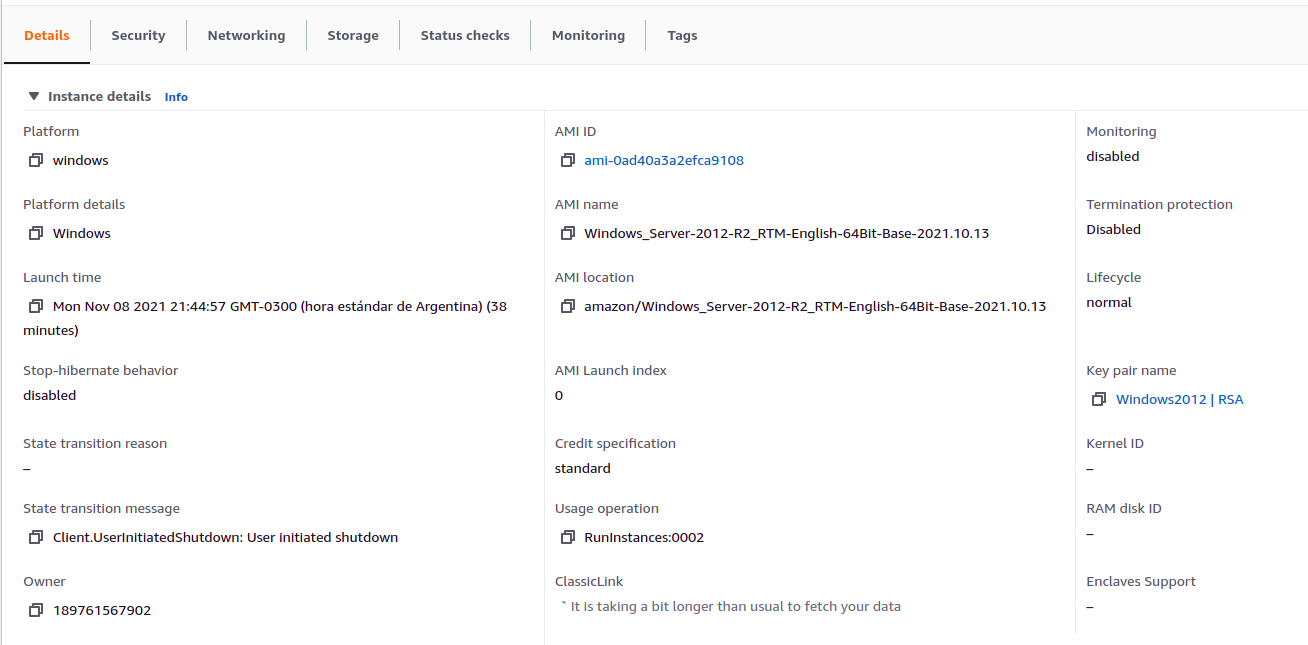 Details
Security
Networking
Storage
Status checks
Monitoring
Tags
Instance details Info
Platform
windows
Platform details
Windows
Launch time
Mon Nov 08 2021 21:44:57 GMT-0300 (hora estándar de Argentina) (38
minutes)
Stop-hibernate behavior
disabled
State transition reason
–
State transition message
Client.UserInitiatedShutdown: User initiated shutdown
Owner
189761567902
AMI ID
ami-0ad40a3a2efca9108
AMI name
Windows_Server-2012-R2_RTM-English-64Bit-Base-2021.10.13
AMI location
amazon/Windows_Server-2012-R2_RTM-English-64Bit-Base-2021.10.13
AMI Launch index
0
Credit specification
standard
Usage operation
RunInstances:0002
ClassicLink
It is taking a bit longer than usual to fetch your data
Monitoring
disabled
Termination protection
Disabled
Lifecycle
normal
Key pair name
Windows2012 | RSA
Kernel ID
–
RAM disk ID
–
Enclaves Support
–